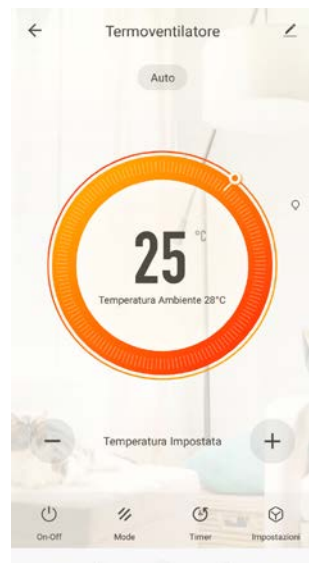 Termoventilatore
Auto
25 °C
Temperatura Ambiente 28°C
Temperatura Impostata
On-Off Mode Timer Impostazioni